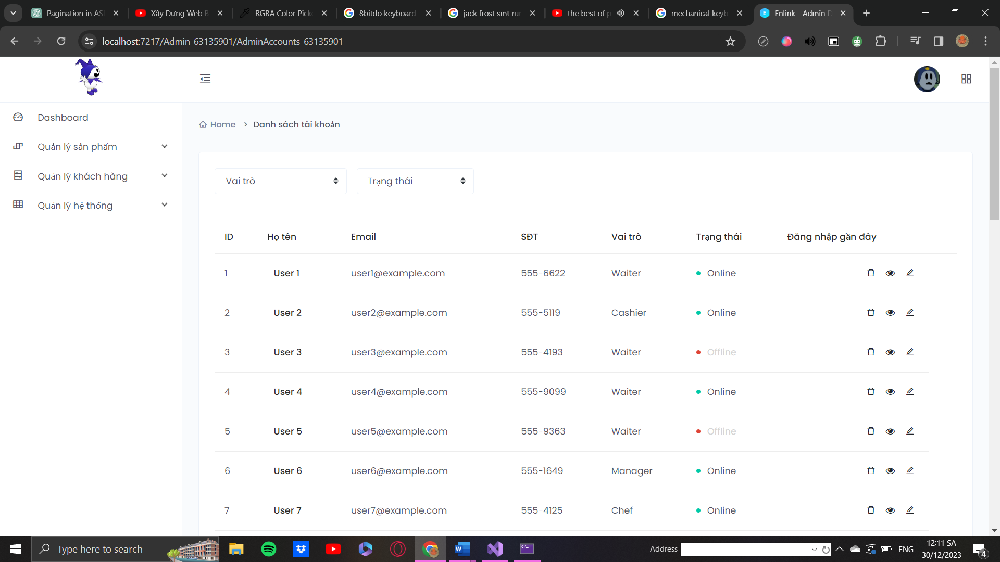 Pagination in AS
Xây Dựng Web B
RGBA Color Picke
8bitdo keyboard
jack frost smt rur
the best of p
mechanical keyb
Enlink - Admin D
localhost:7217/Admin_63135901/AdminAccounts_63135901
Dashboard
Quản lý sản phẩm
Quản lý khách hàng
Quản lý hệ thống
Home > Danh sách tài khoản
Vai trò Trạng thái
ID Họ tên Email SĐT Vai trò Trạng thái Đăng nhập gần đây
1 User 1 user1@example.com 555-6622 Waiter Online
2 User 2 user2@example.com 555-5119 Cashier Online
3 User 3 user3@example.com 555-4193 Waiter Offline
4 User 4 user4@example.com 555-9099 Waiter Online
5 User 5 user5@example.com 555-9363 Waiter Offline
6 User 6 user6@example.com 555-1649 Manager Online
7 User 7 user7@example.com 555-4125 Chef Online
Type here to search
Address
ENG
12:11 SA
30/12/2023
4